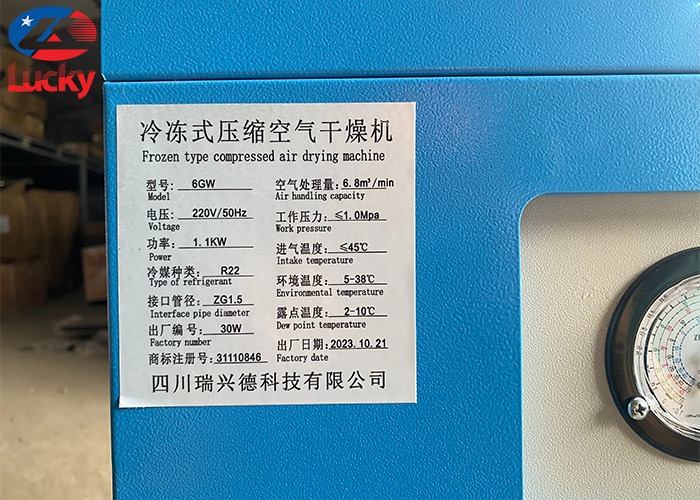 Lucky
冷冻式压缩空气干燥机
Frozen type compressed air drying machine
型号: 6GW
Model
电压: 220V/50Hz
Voltage
功率: 1.1KW
Power
冷媒种类: R22
Type of refrigerant
接口管径: ZG1.5
Interface pipe diameter
出厂编号: 30W
Factory number
商标注册号: 31110846
空气处理量: 6.8m³/min
Air handling capacity
工作压力: ≤1.0Mpa
Work pressure
进气温度: ≤45℃
Intake temperature
环境温度: 5-38℃
Environmental temperature
露点温度: 2-10℃
Dew point temperature
出厂日期: 2023.10.21
Factory date
四川瑞兴德科技有限公司